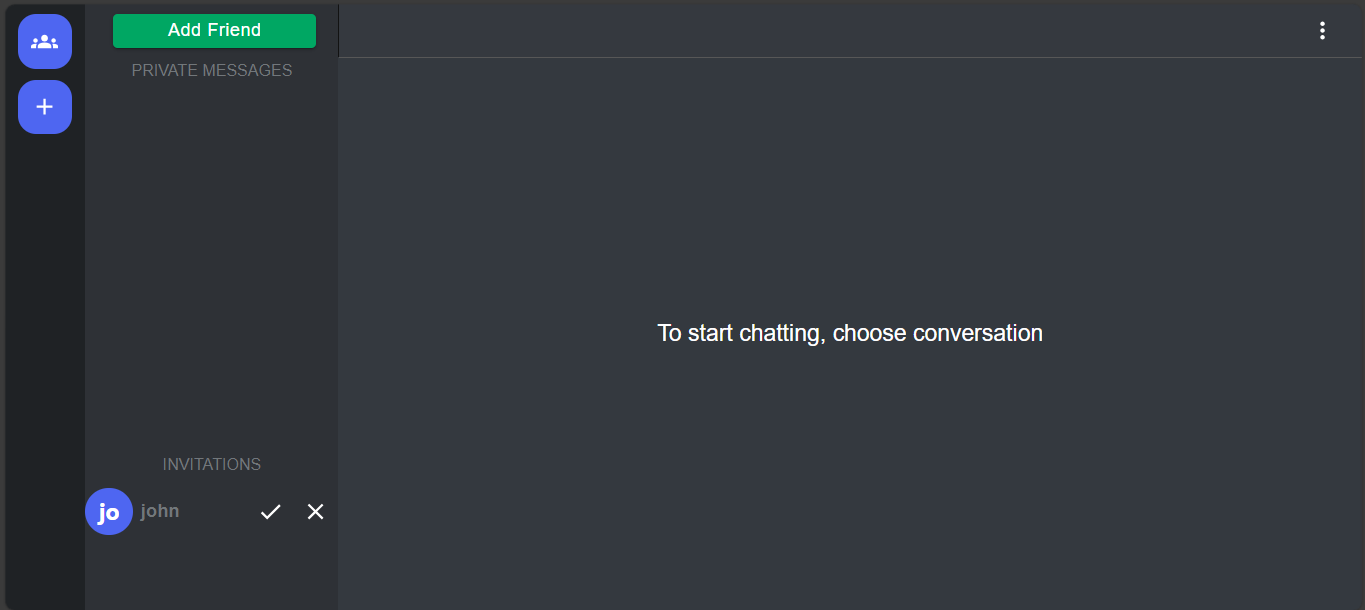 Add Friend
PRIVATE MESSAGES
To start chatting, choose conversation
INVITATIONS
jo john